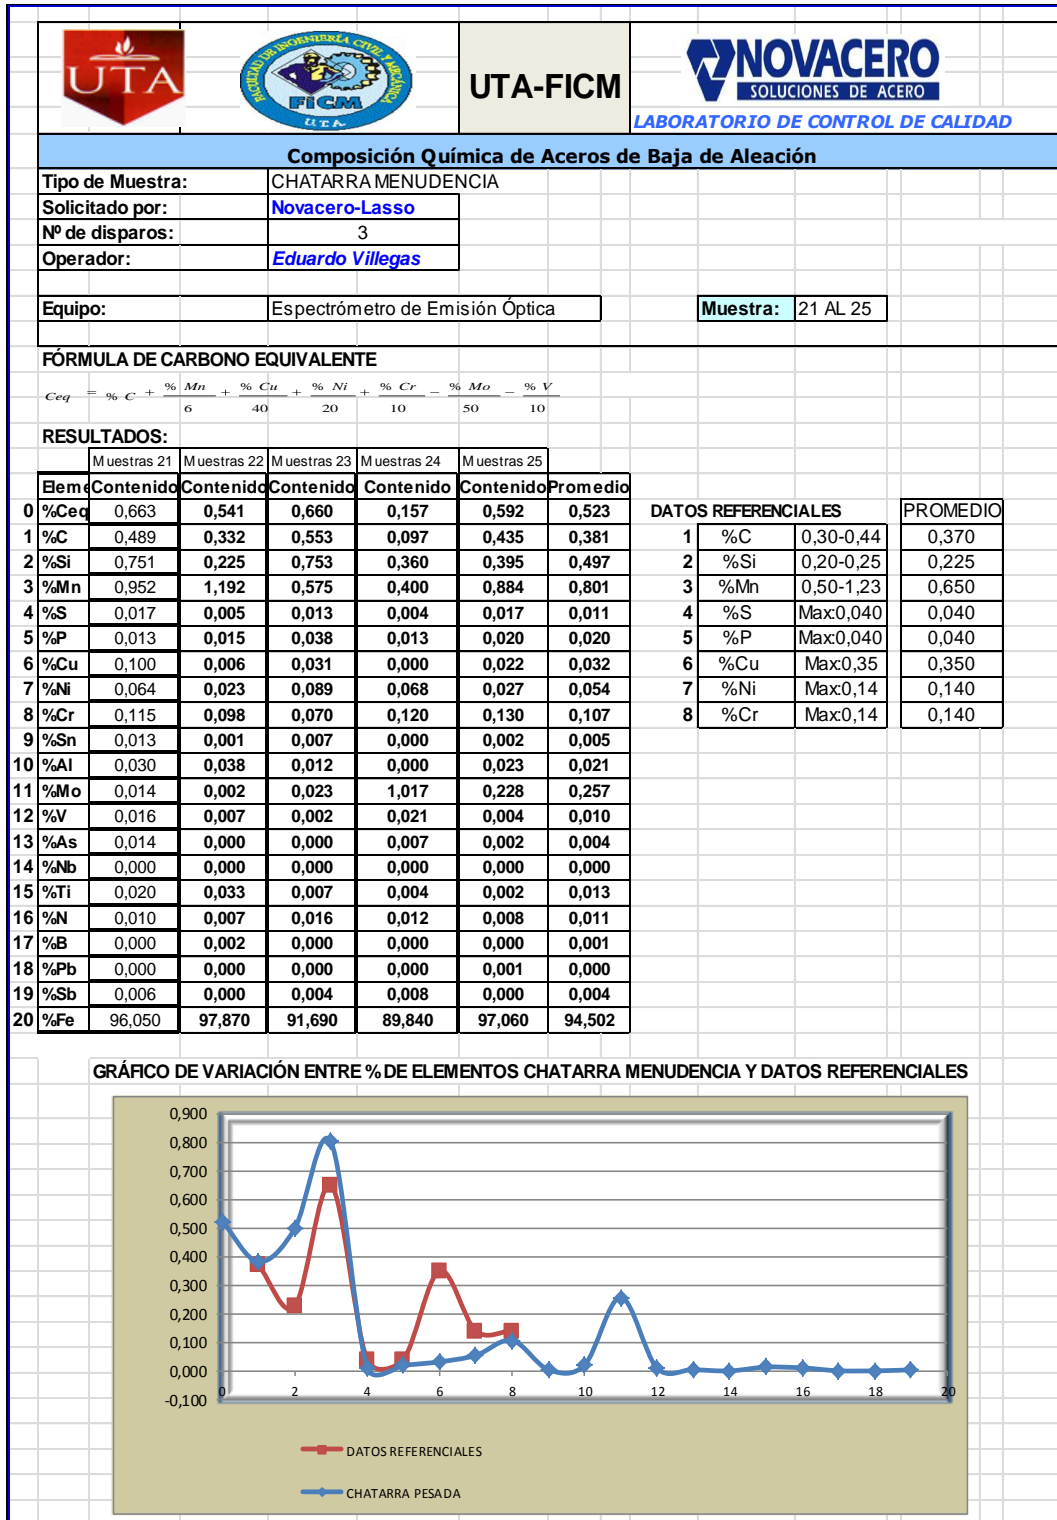 UTA
FACULTAD DE INGENIERÍA CIVIL Y MECÁNICA
FICM
U.T.A.
UTA-FICM
NOVACERO
SOLUCIONES DE ACERO
LABORATORIO DE CONTROL DE CALIDAD
Composición Química de Aceros de Baja de Aleación
Tipo de Muestra: CHATARRA MENUDENCIA
Solicitado por: Novacero-Lasso
Nº de disparos: 3
Operador: Eduardo Villegas
Equipo: Espectrómetro de Emisión Óptica Muestra: 21 AL 25
FÓRMULA DE CARBONO EQUIVALENTE
Ceq = % C + % Mn / 6 + % Cu / 40 + % Ni / 20 + % Cr / 10 − % Mo / 50 − % V / 10
RESULTADOS:
Muestras 21 Muestras 22 Muestras 23 Muestras 24 Muestras 25
Eleme Contenido Contenido Contenido Contenido Contenido Promedio
0 %Ceq 0,663 0,541 0,660 0,157 0,592 0,523 DATOS REFERENCIALES PROMEDIO
1 %C 0,489 0,332 0,553 0,097 0,435 0,381 1 %C 0,30-0,44 0,370
2 %Si 0,751 0,225 0,753 0,360 0,395 0,497 2 %Si 0,20-0,25 0,225
3 %Mn 0,952 1,192 0,575 0,400 0,884 0,801 3 %Mn 0,50-1,23 0,650
4 %S 0,017 0,005 0,013 0,004 0,017 0,011 4 %S Max:0,040 0,040
5 %P 0,013 0,015 0,038 0,013 0,020 0,020 5 %P Max:0,040 0,040
6 %Cu 0,100 0,006 0,031 0,000 0,022 0,032 6 %Cu Max:0,35 0,350
7 %Ni 0,064 0,023 0,089 0,068 0,027 0,054 7 %Ni Max:0,14 0,140
8 %Cr 0,115 0,098 0,070 0,120 0,130 0,107 8 %Cr Max:0,14 0,140
9 %Sn 0,013 0,001 0,007 0,000 0,002 0,005
10 %Al 0,030 0,038 0,012 0,000 0,023 0,021
11 %Mo 0,014 0,002 0,023 1,017 0,228 0,257
12 %V 0,016 0,007 0,002 0,021 0,004 0,010
13 %As 0,014 0,000 0,000 0,007 0,002 0,004
14 %Nb 0,000 0,000 0,000 0,000 0,000 0,000
15 %Ti 0,020 0,033 0,007 0,004 0,002 0,013
16 %N 0,010 0,007 0,016 0,012 0,008 0,011
17 %B 0,000 0,002 0,000 0,000 0,000 0,001
18 %Pb 0,000 0,000 0,000 0,000 0,001 0,000
19 %Sb 0,006 0,000 0,004 0,008 0,000 0,004
20 %Fe 96,050 97,870 91,690 89,840 97,060 94,502
GRÁFICO DE VARIACIÓN ENTRE % DE ELEMENTOS CHATARRA MENUDENCIA Y DATOS REFERENCIALES
0,900
0,800
0,700
0,600
0,500
0,400
0,300
0,200
0,100
0,000
-0,100
0 2 4 6 8 10 12 14 16 18 20
DATOS REFERENCIALES
CHATARRA PESADA